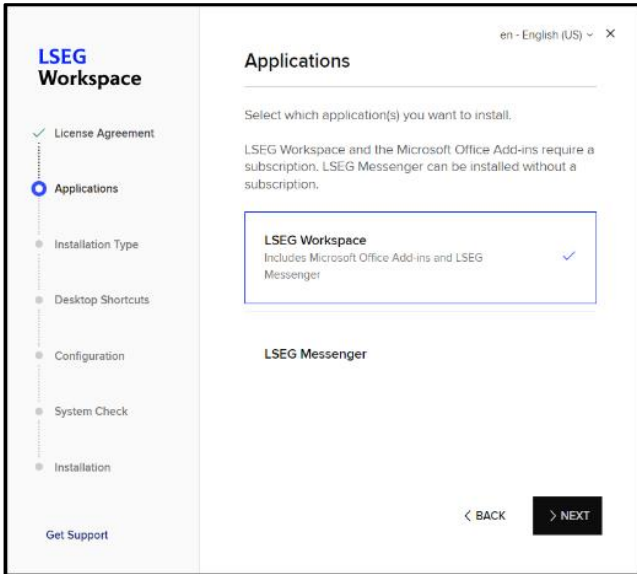 en - English (US)
LSEG
Workspace
License Agreement
Applications
Installation Type
Desktop Shortcuts
Configuration
System Check
Installation
Get Support
Applications
Select which application(s) you want to install.
LSEG Workspace and the Microsoft Office Add-ins require a
subscription. LSEG Messenger can be installed without a
subscription.
LSEG Workspace
Includes Microsoft Office Add-ins and LSEG
Messenger
LSEG Messenger
< BACK
> NEXT